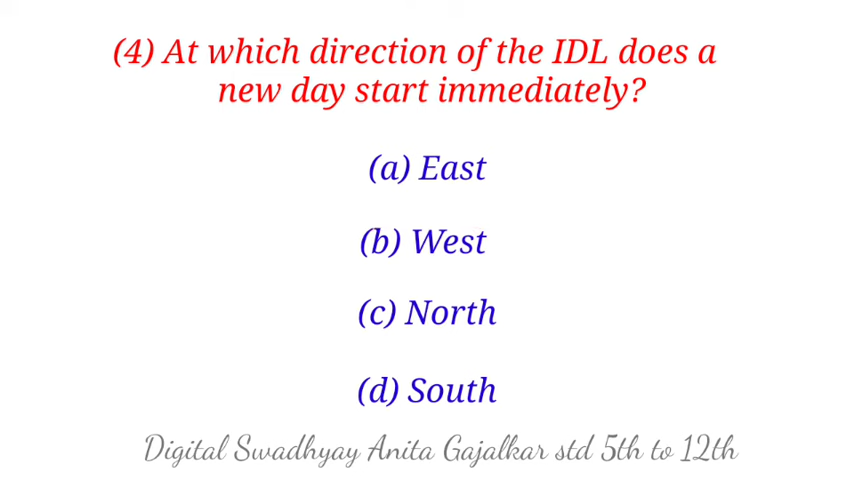 (4) At which direction of the IDL does a
new day start immediately?
(a) East
(b) West
(c) North
(d) South
Digital Swadhyay Anita Gajalkar std 5th to 12th